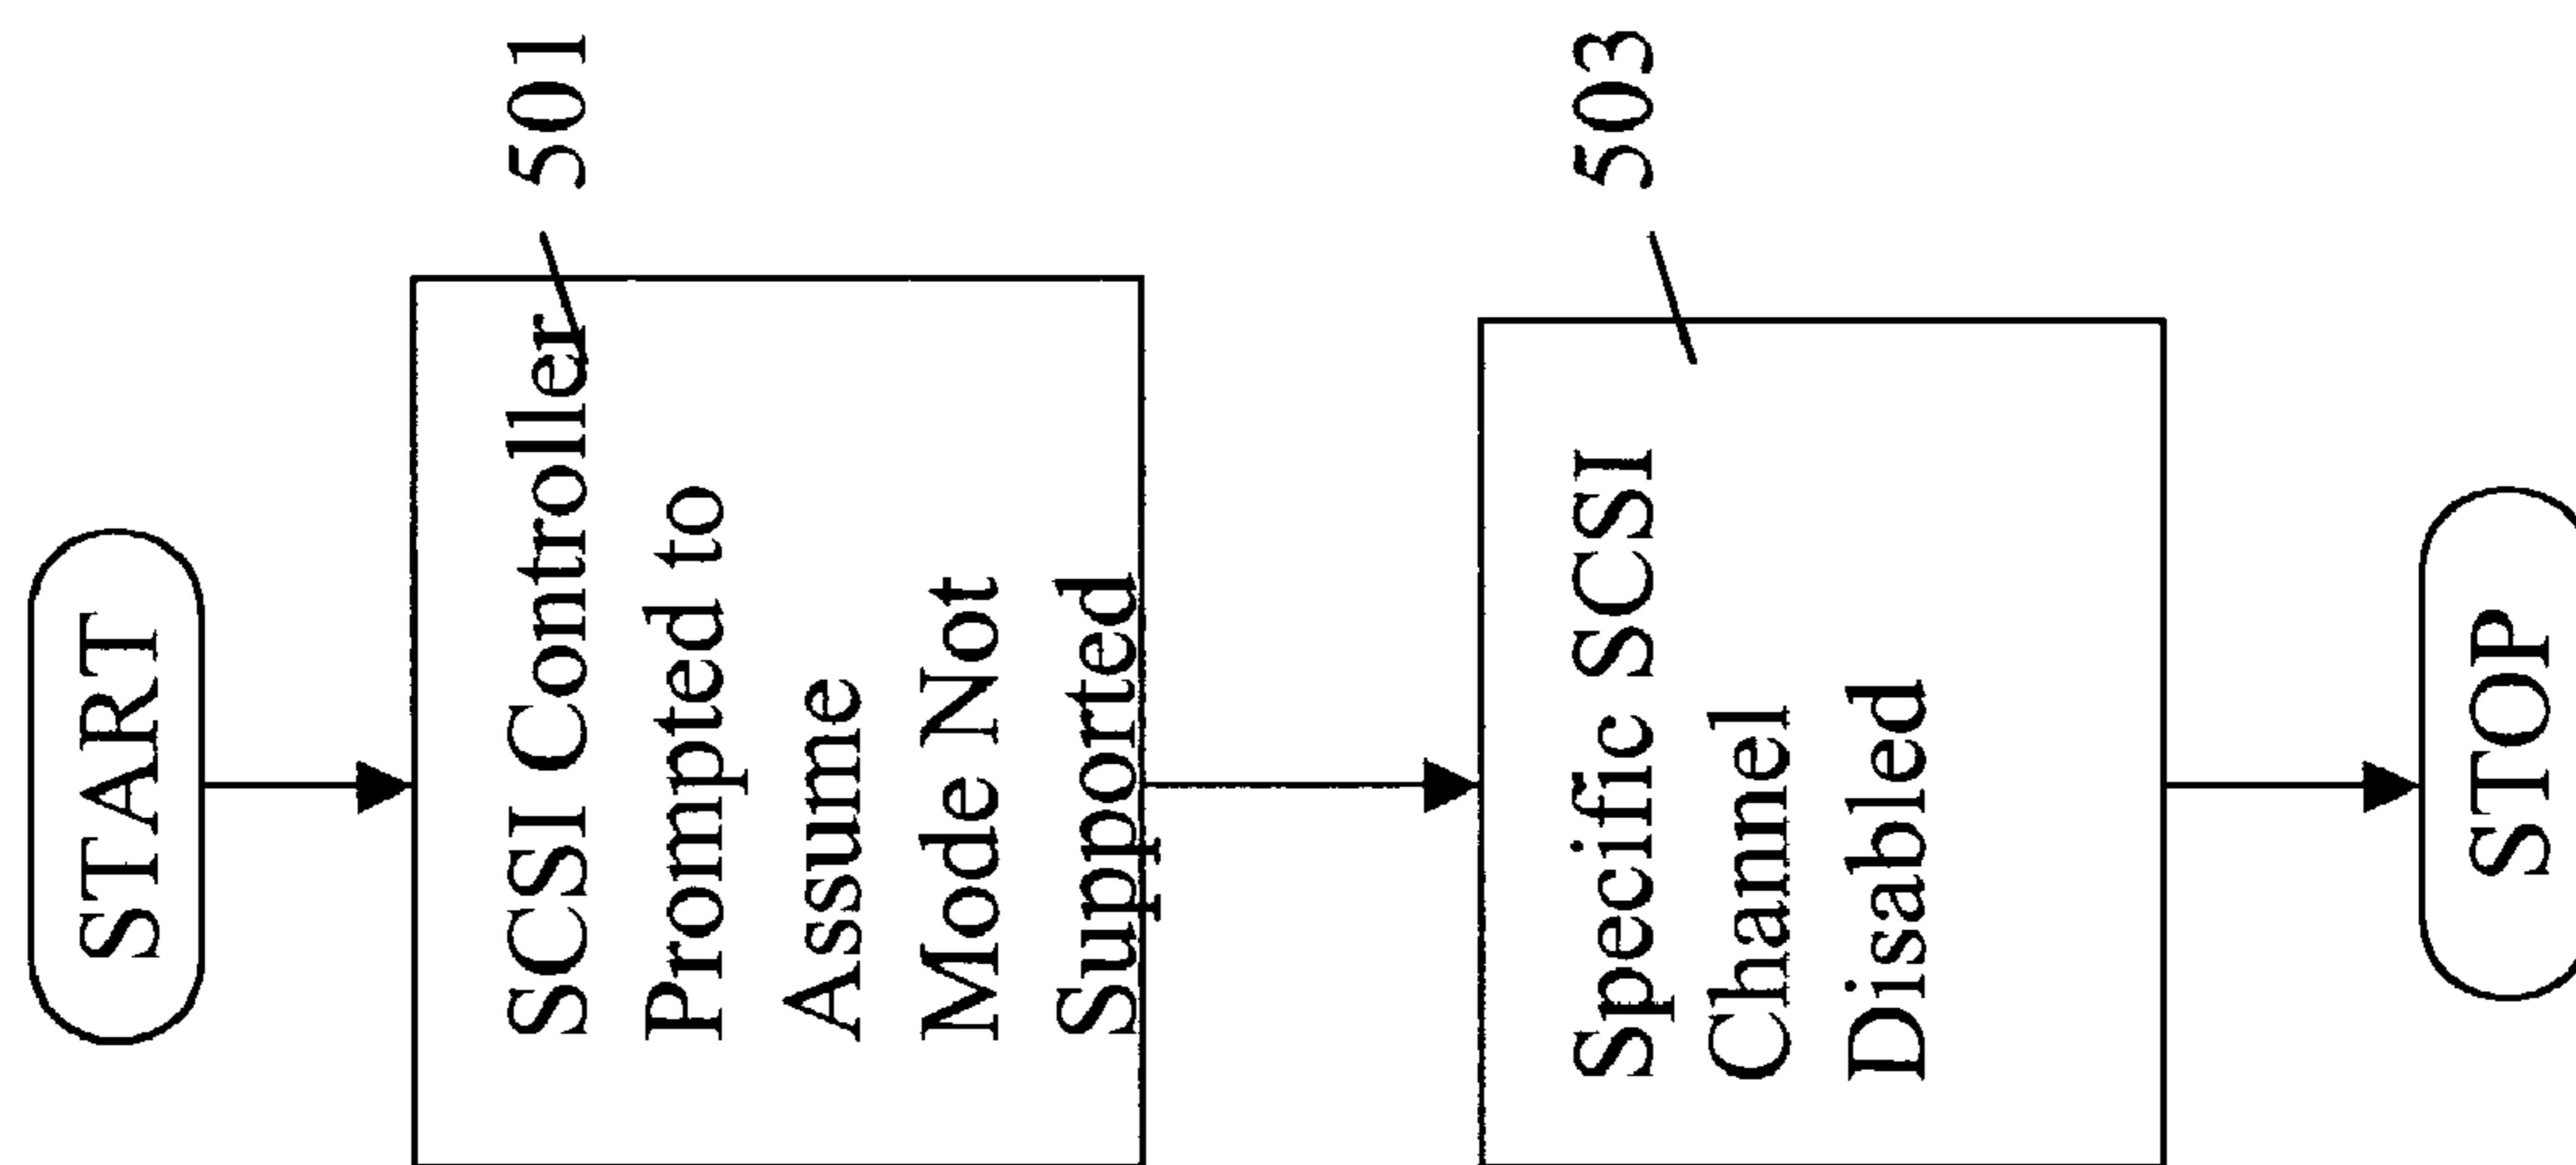 START
501
SCSI Controller
Prompted to
Assume
Mode Not
Supported
503
Specific SCSI
Channel
Disabled
STOP